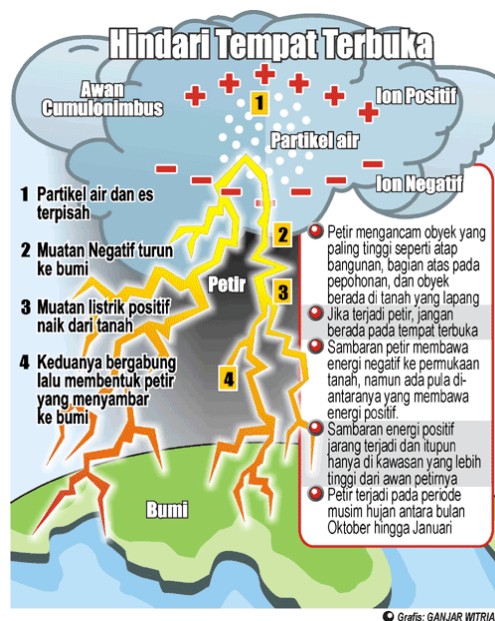 Hindari Tempat Terbuka
Awan
Cumulonimbus
1
Ion Positif
Partikel air
Ion Negatif
1 Partikel air dan es
terpisah
2 Muatan Negatif turun
ke bumi
3 Muatan listrik positif
naik dari tanah
4 Keduanya bergabung
lalu membentuk petir
yang menyambar
ke bumi
Petir
2
3
4
Bumi
Petir mengancam obyek yang
paling tinggi seperti atap
bangunan, bagian atas pada
pepohonan, dan obyek
berada di tanah yang lapang
Jika terjadi petir, jangan
berada pada tempat terbuka
Sambaran petir membawa
energi negatif ke permukaan
tanah, namun ada pula di-
antaranya yang membawa
energi positif.
Sambaran energi positif
jarang terjadi dan itupun
hanya di kawasan yang lebih
tinggi dari awan petirnya
Petir terjadi pada periode
musim hujan antara bulan
Oktober hingga Januari
Grafis: GANJAR WITRIA